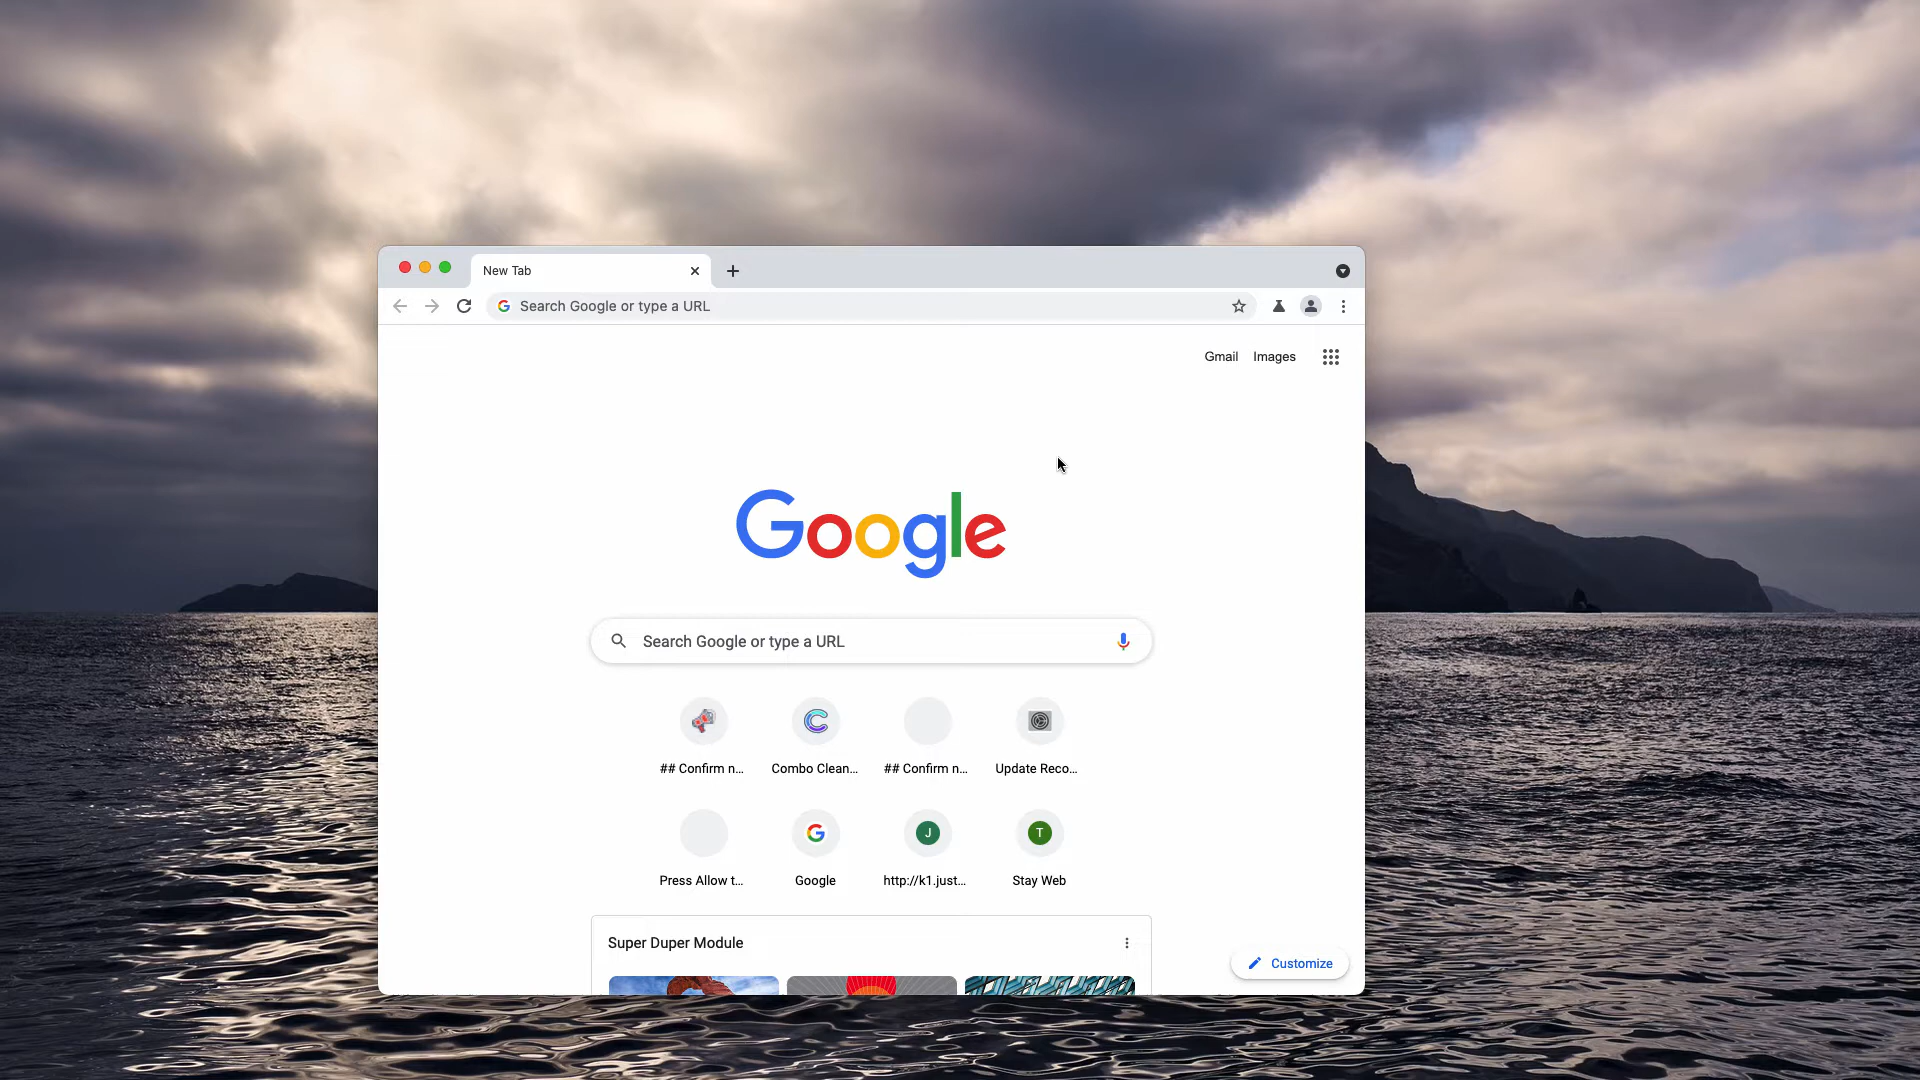 New Tab
Search Google or type a URL
Gmail Images
Google
Search Google or type a URL
## Confirm n... Combo Clean... ## Confirm n... Update Reco...
J T
Press Allow t... Google http://k1.just... Stay Web
Super Duper Module
Customize